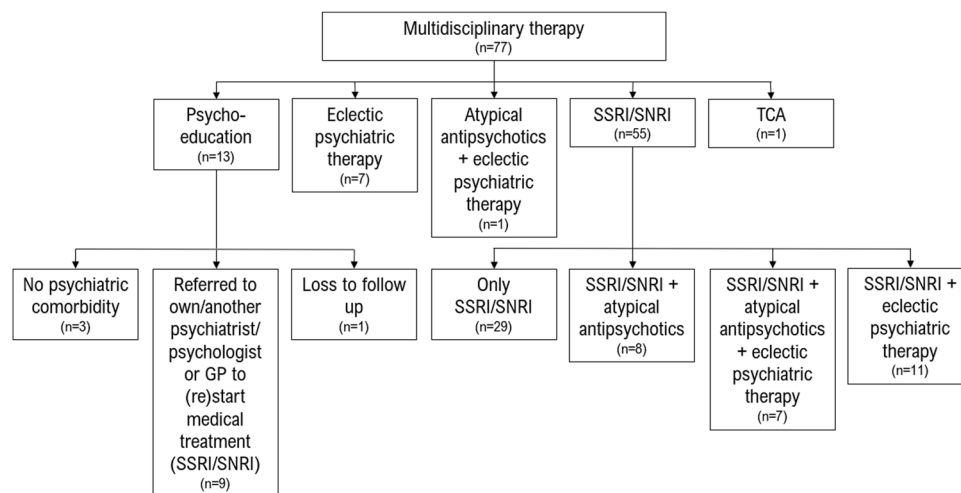 Multidisciplinary therapy
(n=77)
Psycho-
education
(n=13)
Eclectic
psychiatric
therapy
(n=7)
Atypical
antipsychotics
+ eclectic
psychiatric
therapy
(n=1)
SSRI/SNRI
(n=55)
TCA
(n=1)
No psychiatric
comorbidity
(n=3)
Referred to
own/another
psychiatrist/
psychologist
or GP to
(re)start
medical
treatment
(SSRI/SNRI)
(n=9)
Loss to follow
up
(n=1)
Only
SSRI/SNRI
(n=29)
SSRI/SNRI +
atypical
antipsychotics
(n=8)
SSRI/SNRI +
atypical
antipsychotics
+ eclectic
psychiatric
therapy
(n=7)
SSRI/SNRI +
eclectic
psychiatric
therapy
(n=11)